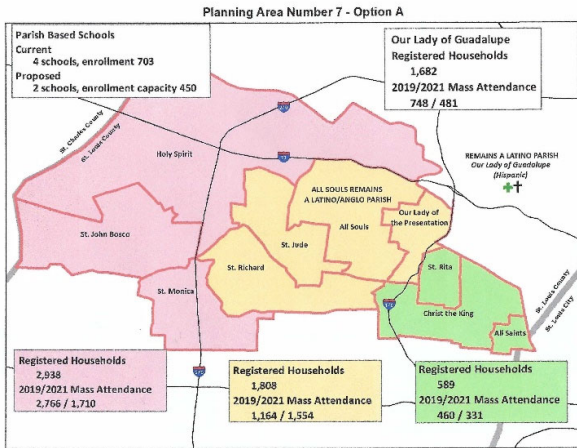 Planning Area Number 7 - Option A
Parish Based Schools
Current
4 schools, enrollment 703
Proposed
2 schools, enrollment capacity 450
Our Lady of Guadalupe
Registered Households
1,682
2019/2021 Mass Attendance
748 / 481
St. Charles County
St. Louis County
Holy Spirit
REMAINS A LATINO PARISH
Our Lady of Guadalupe
(Hispanic)
ALL SOULS REMAINS
A LATINO/ANGLO PARISH
Our Lady of
the Presentation
St. John Bosco
St. Jude
All Souls
St. Richard
St. Rita
St. Monica
Christ the King
All Saints
St. Louis County
St. Louis City
Registered Households
2,938
2019/2021 Mass Attendance
2,766 / 1,710
Registered Households
1,808
2019/2021 Mass Attendance
1,164 / 1,554
Registered Households
589
2019/2021 Mass Attendance
460 / 331